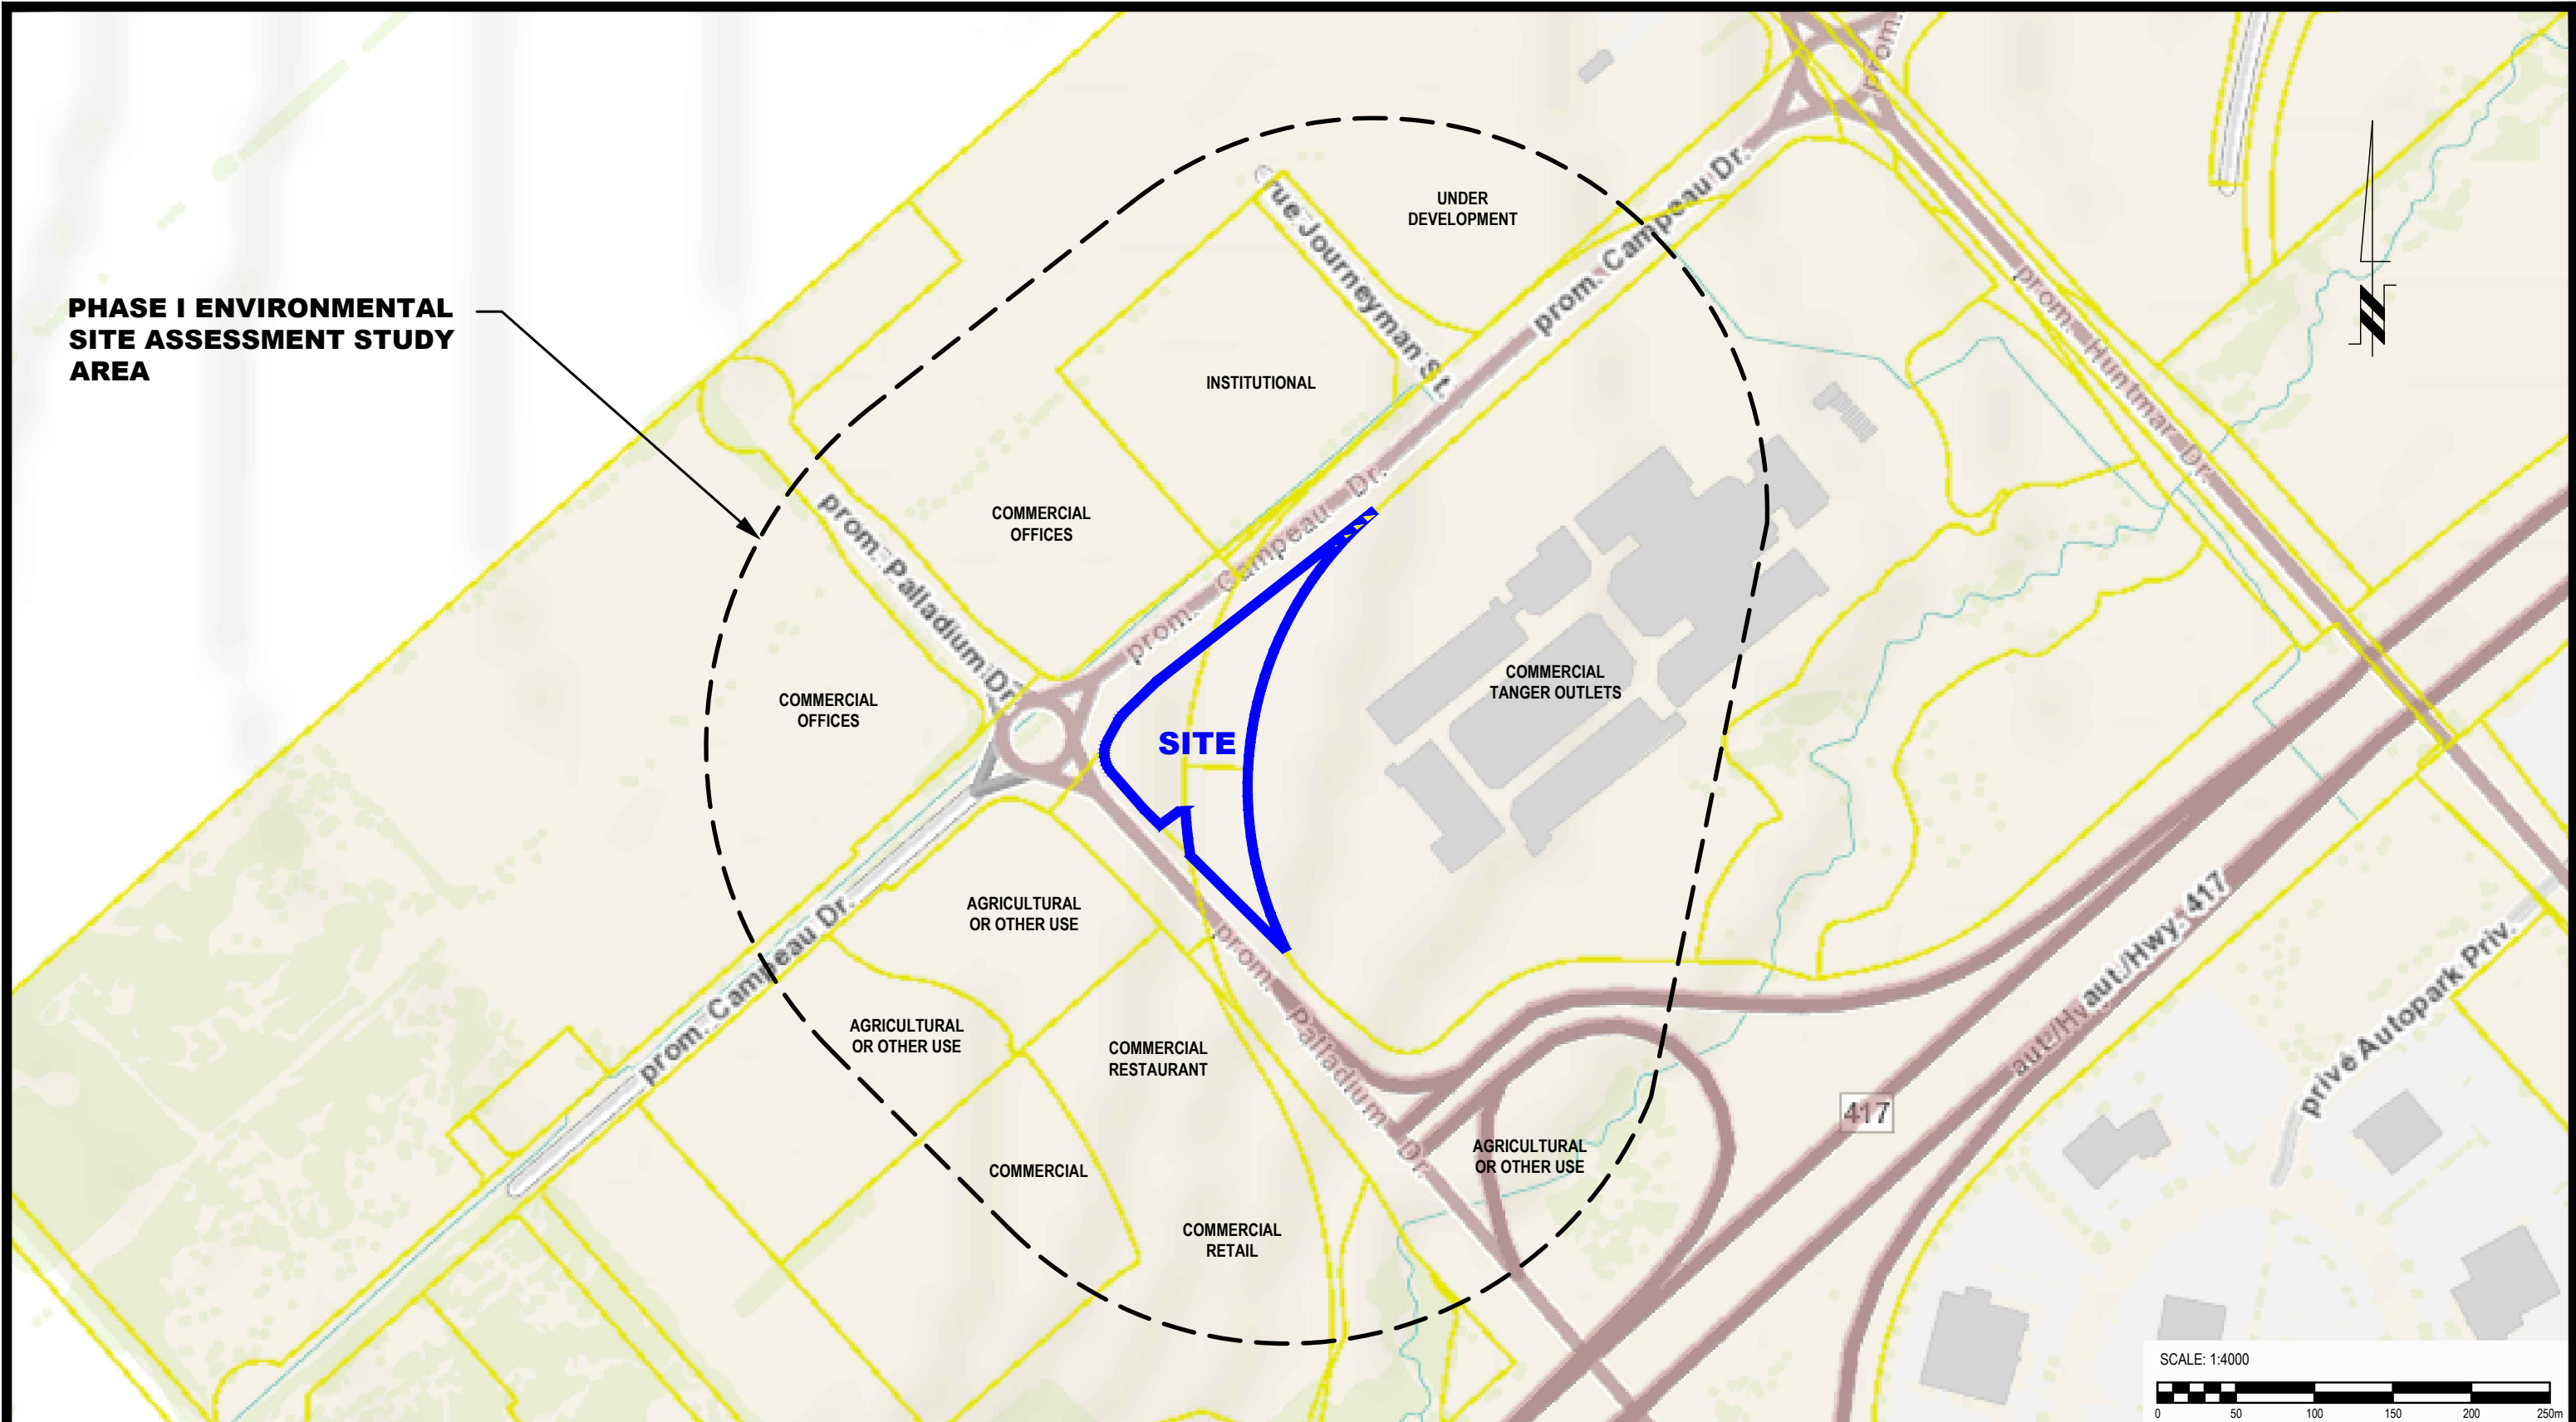 prom.
UNDER
DEVELOPMENT
rue Journeyman St.
prom. Campeau Dr.
PHASE I ENVIRONMENTAL
SITE ASSESSMENT STUDY
AREA
prom. Huntmar Dr.
INSTITUTIONAL
COMMERCIAL
OFFICES
prom. Palladium Dr.
prom. Campeau Dr.
COMMERCIAL
OFFICES
SITE
COMMERCIAL
TANGER OUTLETS
AGRICULTURAL
OR OTHER USE
prom. Campeau Dr.
AGRICULTURAL
OR OTHER USE
COMMERCIAL
RESTAURANT
prom. Palladium Dr.
aut./Hwy. 417
privé Autopark Priv.
417
COMMERCIAL
AGRICULTURAL
OR OTHER USE
COMMERCIAL
RETAIL
SCALE: 1:4000
0 50 100 150 200 250m